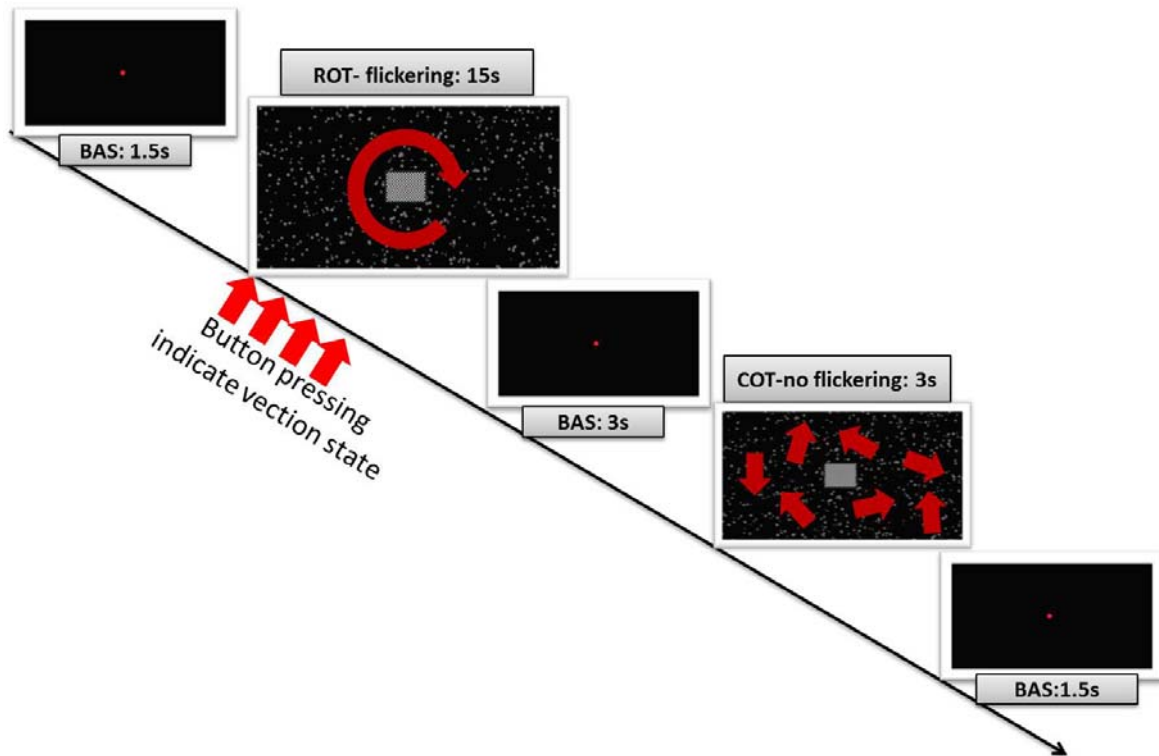 ROT- flickering: 15s
BAS: 1.5s
Button pressing
indicate vection state
COT-no flickering: 3s
BAS: 3s
BAS:1.5s